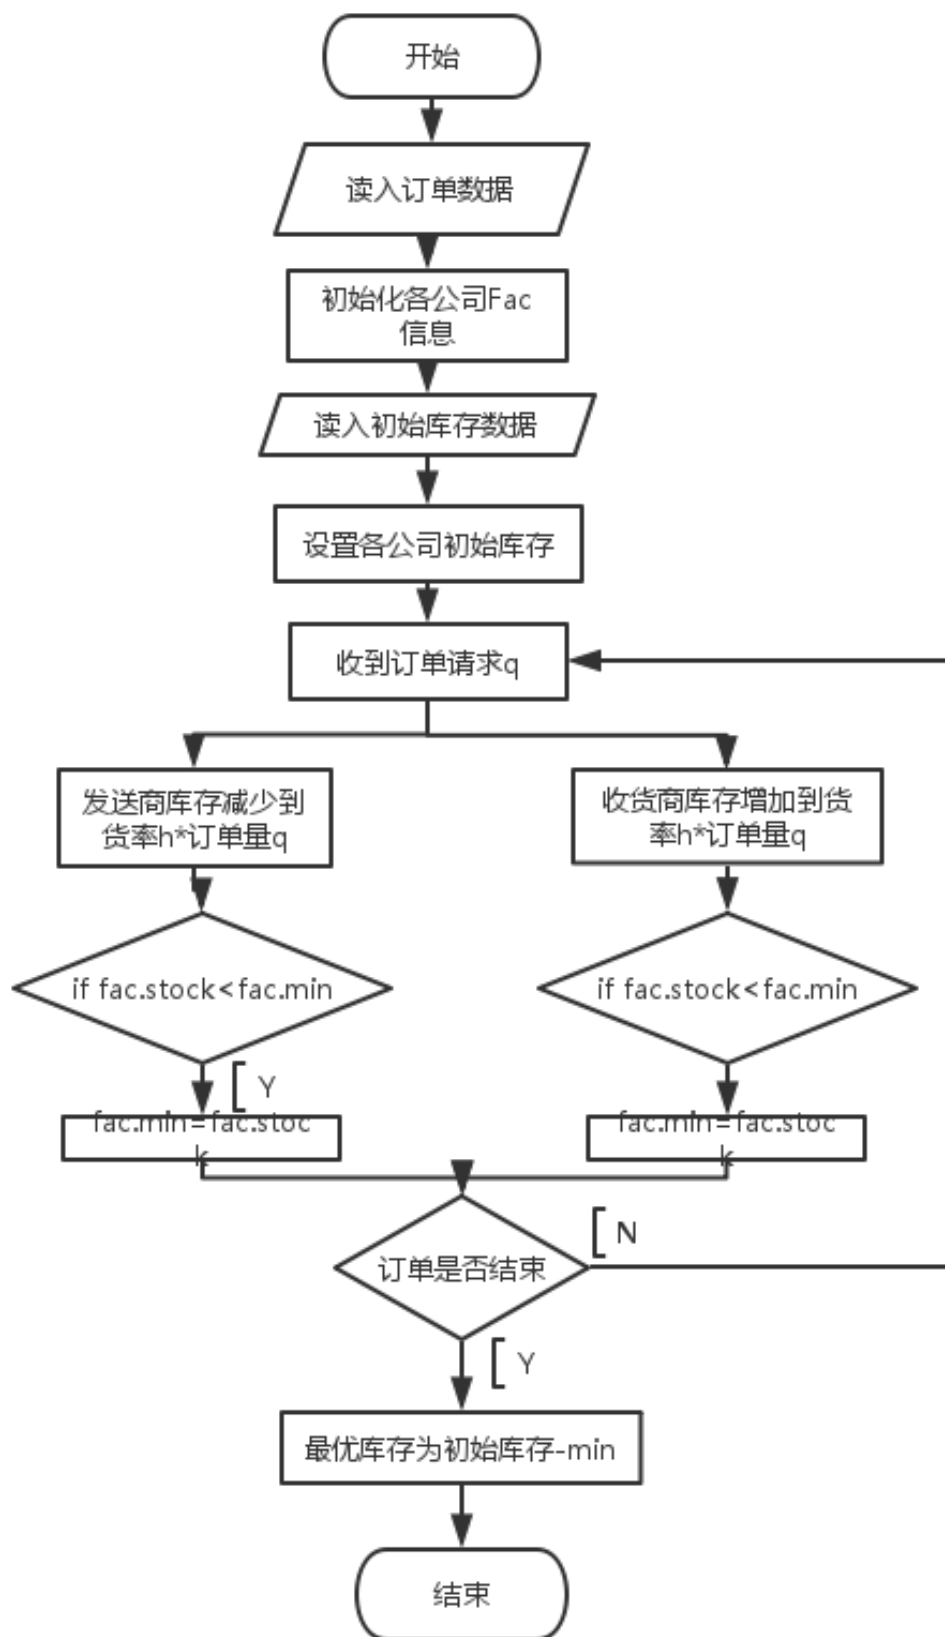 开始
读入订单数据
初始化各公司Fac
信息
读入初始库存数据
设置各公司初始库存
收到订单请求q
发送商库存减少到
货率h*订单量q
收货商库存增加到货
率h*订单量q
if fac.stock<fac.min
if fac.stock<fac.min
Y
fac.min=fac.stoc
k
fac.min=fac.stoc
k
N
订单是否结束
Y
最优库存为初始库存-min
结束